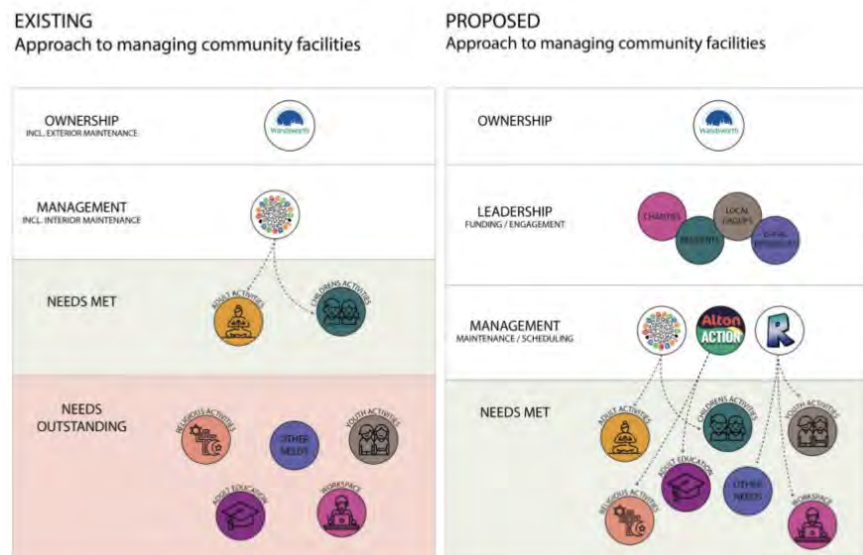 EXISTING
Approach to managing community facilities
OWNERSHIP
INCL. EXTERIOR MAINTENANCE
Wandsworth
MANAGEMENT
INCL. INTERIOR MAINTENANCE
NEEDS MET
ADULT ACTIVITIES
CHILDRENS ACTIVITIES
NEEDS
OUTSTANDING
RELIGIOUS ACTIVITIES
OTHER
NEEDS
YOUTH ACTIVITIES
ADULT EDUCATION
WORKSPACE
PROPOSED
Approach to managing community facilities
OWNERSHIP
Wandsworth
LEADERSHIP
FUNDING / ENGAGEMENT
CHARITIES
RESIDENTS
LOCAL
GROUPS
MANAGEMENT
MAINTENANCE / SCHEDULING
Alton
ACTION
R
NEEDS MET
ADULT ACTIVITIES
CHILDRENS ACTIVITIES
YOUTH ACTIVITIES
RELIGIOUS ACTIVITIES
ADULT EDUCATION
OTHER
NEEDS
WORKSPACE